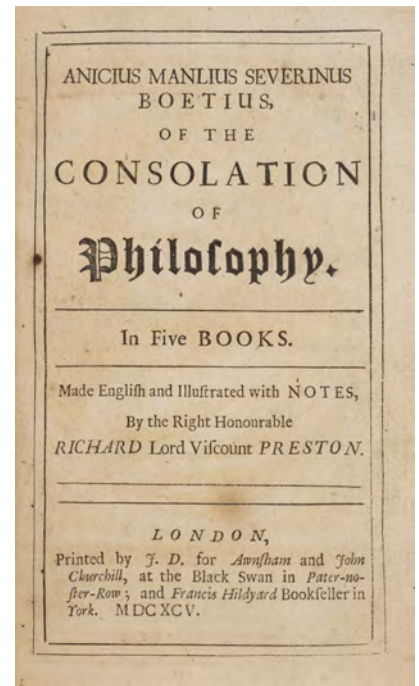 ANICIUS MANLIUS SEVERINUS
BOETIUS,
OF THE
CONSOLATION
OF
Philoſophy.
In Five BOOKS.
Made Engliſh and Illuſtrated with NOTES,
By the Right Honourable
RICHARD Lord Viſcount PRESTON.
LONDON,
Printed by J. D. for Awnſham and John
Churchill, at the Black Swan in Pater-no-
ſter-Row; and Francis Hildyard Bookſeller in
York. MDCXCV.